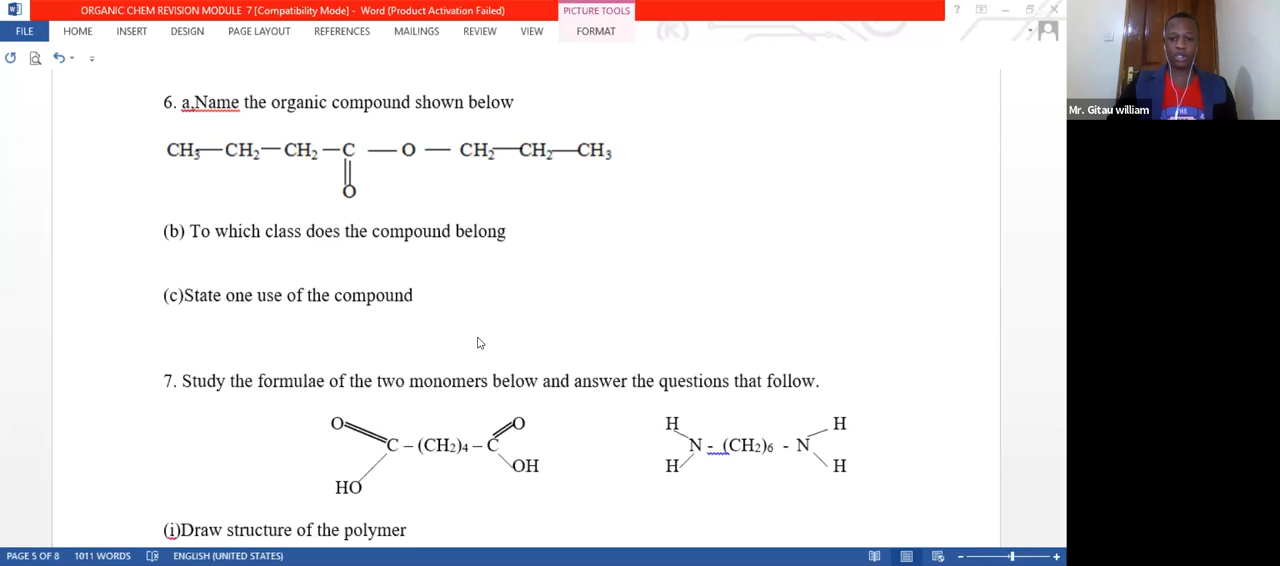 ORGANIC CHEM REVISION MODULE 7 [Compatibility Mode] - Word (Product Activation Failed)
PICTURE TOOLS
FILE HOME INSERT DESIGN PAGE LAYOUT REFERENCES MAILINGS REVIEW VIEW FORMAT
Mr. Gitau william
6. a,Name the organic compound shown below
CH3—CH2—CH2—C—O—CH2—CH2—CH3
O
(b) To which class does the compound belong
(c)State one use of the compound
7. Study the formulae of the two monomers below and answer the questions that follow.
O O H H
C – (CH2)4 – C N - (CH2)6 - N
OH H H
HO
(i)Draw structure of the polymer
PAGE 5 OF 8 1011 WORDS ENGLISH (UNITED STATES)